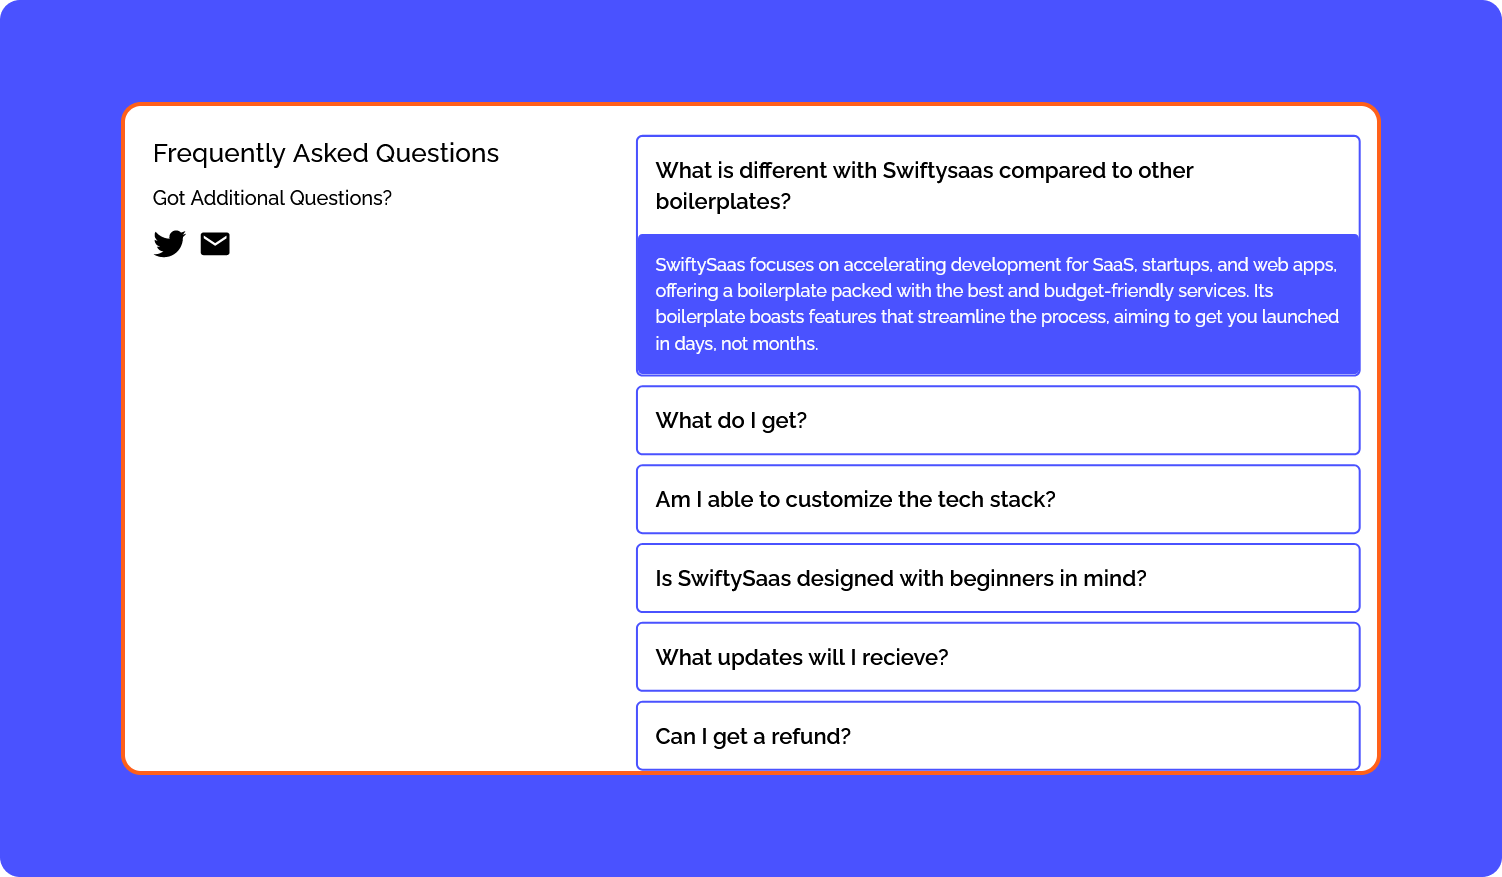 Frequently Asked Questions
Got Additional Questions?
What is different with Swiftysaas compared to other
boilerplates?
SwiftySaas focuses on accelerating development for SaaS, startups, and web apps,
offering a boilerplate packed with the best and budget-friendly services. Its
boilerplate boasts features that streamline the process, aiming to get you launched
in days, not months.
What do I get?
Am I able to customize the tech stack?
Is SwiftySaas designed with beginners in mind?
What updates will I recieve?
Can I get a refund?